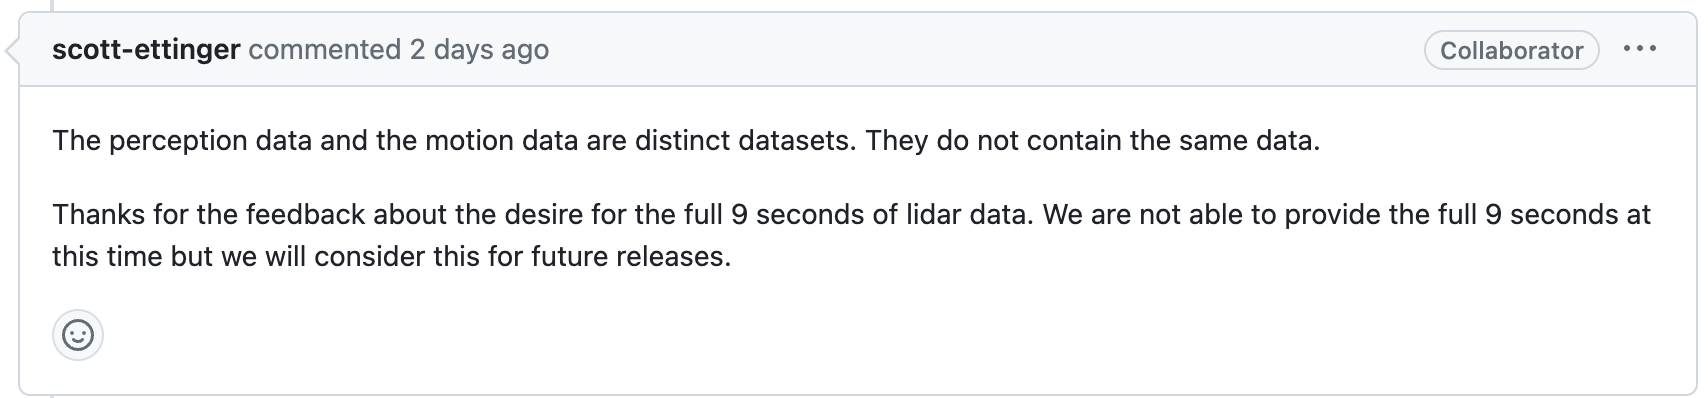 scott-ettinger commented 2 days ago
Collaborator
The perception data and the motion data are distinct datasets. They do not contain the same data.
Thanks for the feedback about the desire for the full 9 seconds of lidar data. We are not able to provide the full 9 seconds at
this time but we will consider this for future releases.